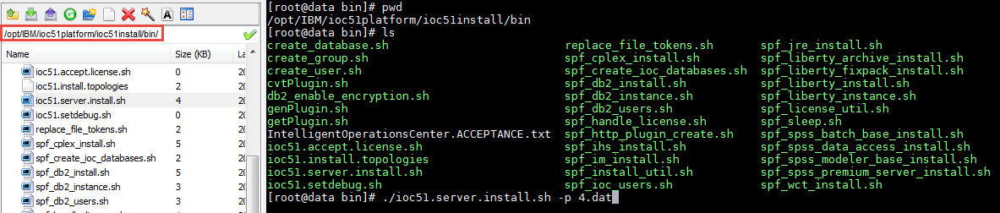 /opt/IBM/ioc51platform/ioc51install/bin/
Name Size (KB) La
ioc51.accept.license.sh 0 20
ioc51.install.topologies 2 20
ioc51.server.install.sh 4 20
ioc51.setdebug.sh 0 20
replace_file_tokens.sh 2 20
spf_cplex_install.sh 5 20
spf_create_ioc_databases.sh 2 20
spf_db2_install.sh 5 20
spf_db2_instance.sh 3 20
spf_db2_users.sh 3 20
[root@data bin]# pwd
/opt/IBM/ioc51platform/ioc51install/bin
[root@data bin]# ls
create_database.sh replace_file_tokens.sh spf_jre_install.sh
create_group.sh spf_cplex_install.sh spf_liberty_archive_install.sh
create_user.sh spf_create_ioc_databases.sh spf_liberty_fixpack_install.sh
cvtPlugin.sh spf_db2_install.sh spf_liberty_install.sh
db2_enable_encryption.sh spf_db2_instance.sh spf_license_util.sh
genPlugin.sh spf_db2_users.sh spf_sleep.sh
getPlugin.sh spf_handle_license.sh spf_spss_batch_base_install.sh
IntelligentOperationsCenter.ACCEPTANCE.txt spf_http_plugin_create.sh spf_spss_data_access_install.sh
ioc51.accept.license.sh spf_ihs_install.sh spf_spss_modeler_base_install.sh
ioc51.install.topologies spf_im_install.sh spf_spss_premium_server_install.sh
ioc51.server.install.sh spf_install_util.sh spf_wct_install.sh
ioc51.setdebug.sh spf_ioc_users.sh
[root@data bin]# ./ioc51.server.install.sh -p 4.dat